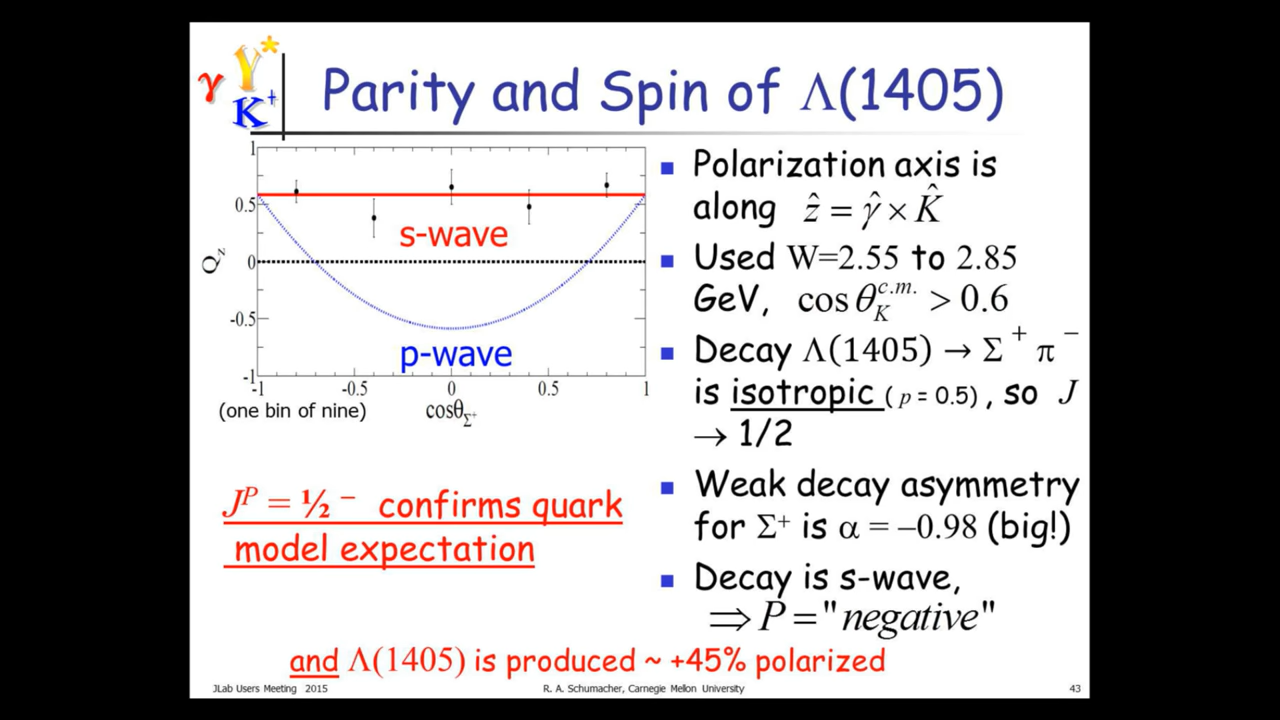 γ Y*
K+
Parity and Spin of Λ(1405)
1
0.5
0
-0.5
-1
Qz
s-wave
p-wave
-1 -0.5 0 0.5 1
(one bin of nine) cosθΣ+
■ Polarization axis is
along ẑ = γ̂ × K̂
■ Used W=2.55 to 2.85
GeV, cos θ_K^{c.m.} > 0.6
■ Decay Λ(1405) → Σ⁺ π⁻
is isotropic ( p = 0.5) , so J
→ 1/2
■ Weak decay asymmetry
for Σ⁺ is α = –0.98 (big!)
■ Decay is s-wave,
⇒ P = "negative"
Jᴾ = ½ ⁻ confirms quark
model expectation
and Λ(1405) is produced ~ +45% polarized
JLab Users Meeting 2015 R. A. Schumacher, Carnegie Mellon University 43